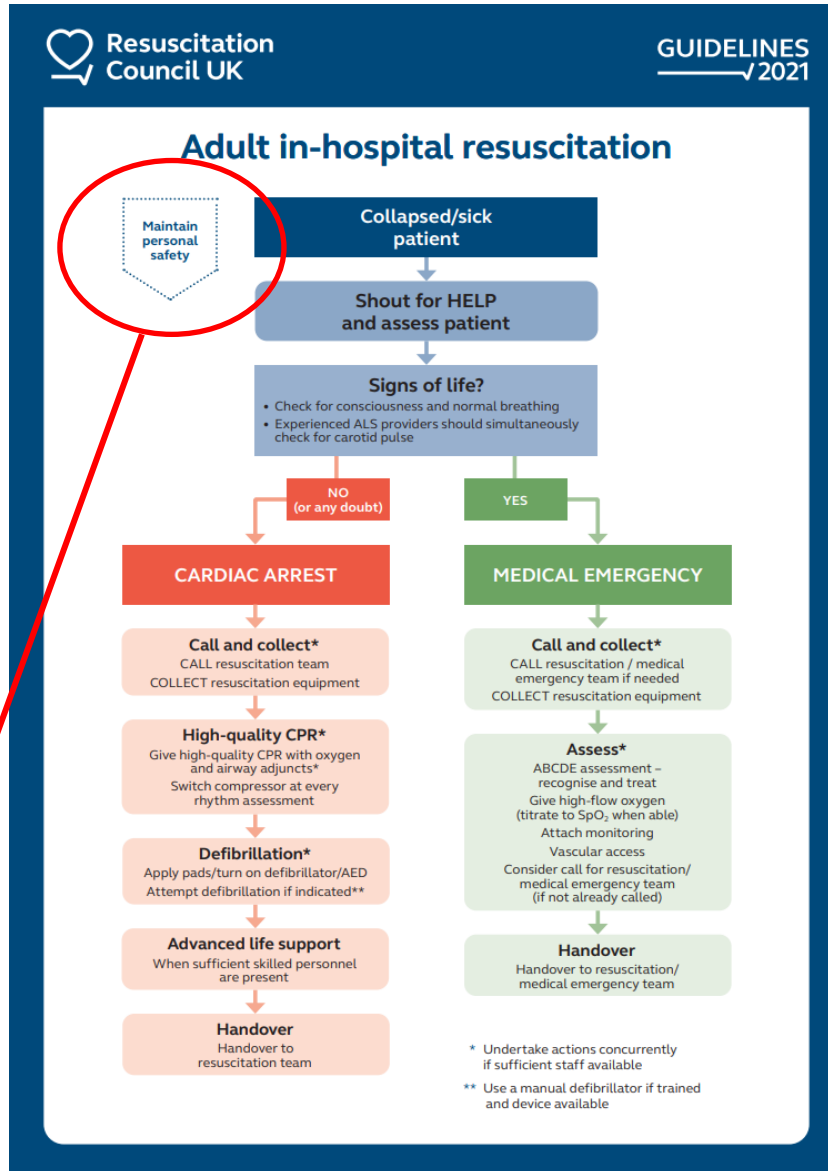 Resuscitation
Council UK
GUIDELINES
2021
Adult in-hospital resuscitation
Maintain
personal
safety
Collapsed/sick
patient
Shout for HELP
and assess patient
Signs of life?
• Check for consciousness and normal breathing
• Experienced ALS providers should simultaneously
check for carotid pulse
NO
(or any doubt)
YES
CARDIAC ARREST
Call and collect*
CALL resuscitation team
COLLECT resuscitation equipment
High-quality CPR*
Give high-quality CPR with oxygen
and airway adjuncts*
Switch compressor at every
rhythm assessment
Defibrillation*
Apply pads/turn on defibrillator/AED
Attempt defibrillation if indicated**
Advanced life support
When sufficient skilled personnel
are present
Handover
Handover to
resuscitation team
MEDICAL EMERGENCY
Call and collect*
CALL resuscitation / medical
emergency team if needed
COLLECT resuscitation equipment
Assess*
ABCDE assessment –
recognise and treat
Give high-flow oxygen
(titrate to SpO₂ when able)
Attach monitoring
Vascular access
Consider call for resuscitation/
medical emergency team
(if not already called)
Handover
Handover to resuscitation/
medical emergency team
* Undertake actions concurrently
if sufficient staff available
** Use a manual defibrillator if trained
and device available